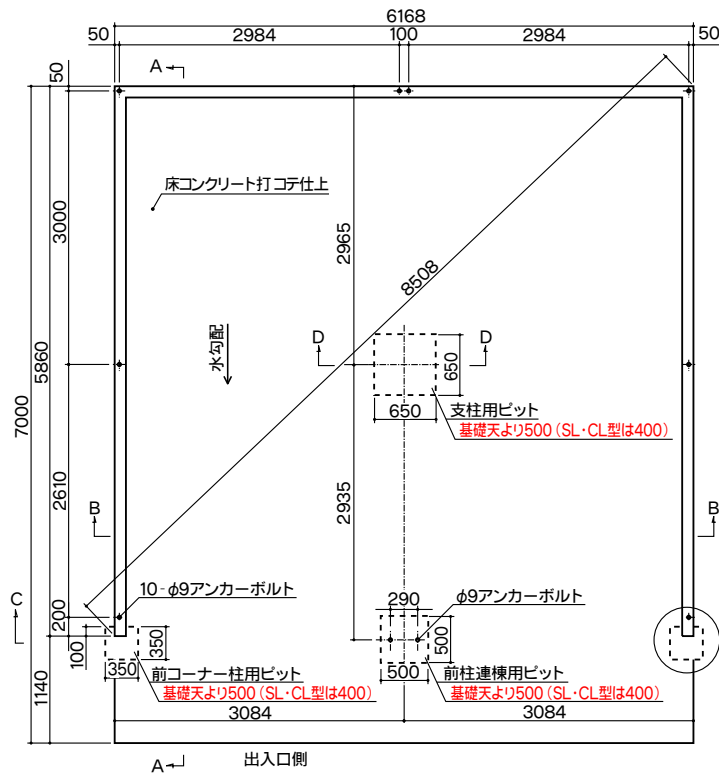 6168
50
2984
100
2984
50
A
50
床コンクリート打コテ仕上
3000
2965
8508
水勾配
D
D
650
650
5860
7000
支柱用ピット
基礎天より500（SL・CL型は400）
2610
2935
B
B
10-φ9アンカーボルト
φ9アンカーボルト
290
C
200
100
350
350
500
500
1140
前コーナー柱用ピット
基礎天より500（SL・CL型は400）
前柱連棟用ピット
基礎天より500（SL・CL型は400）
3084
3084
A
出入口側